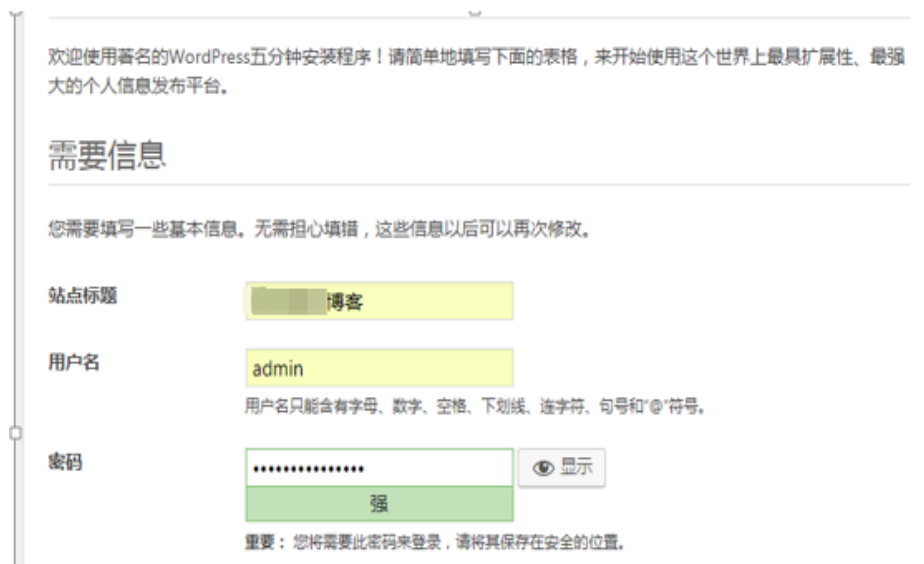 欢迎使用著名的WordPress五分钟安装程序！请简单地填写下面的表格，来开始使用这个世界上最具扩展性、最强
大的个人信息发布平台。
需要信息
您需要填写一些基本信息。无需担心填错，这些信息以后可以再次修改。
站点标题 博客
用户名 admin
用户名只能含有字母、数字、空格、下划线、连字符、句号和"@"符号。
密码 ••••••••••••••• 显示
强
重要：您将需要此密码来登录，请将其保存在安全的位置。